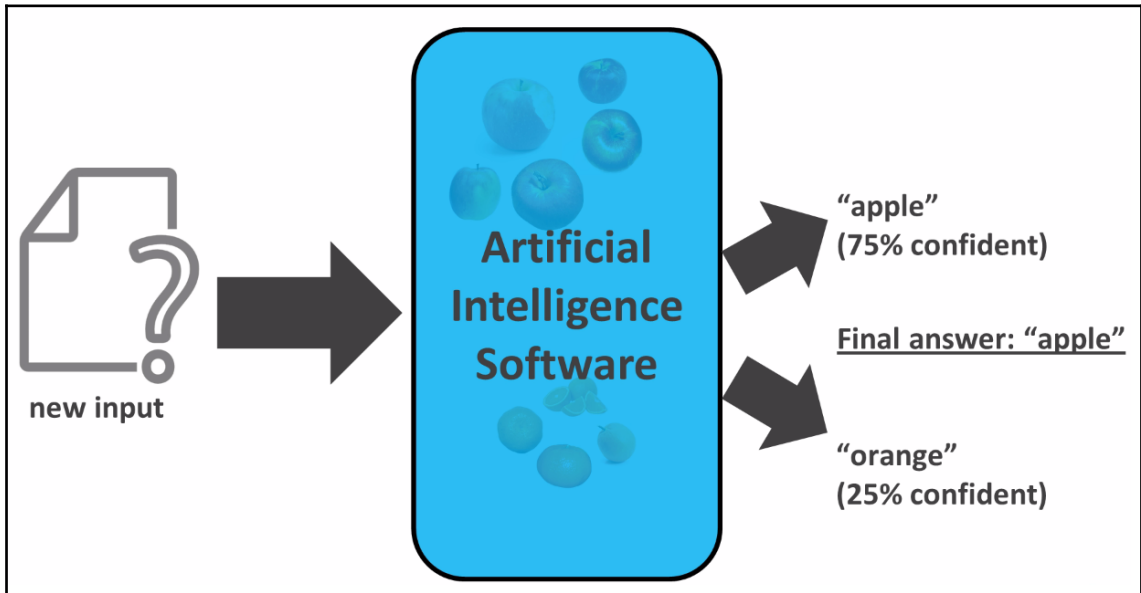 new input
Artificial
Intelligence
Software
“apple”
(75% confident)
Final answer: “apple”
“orange”
(25% confident)